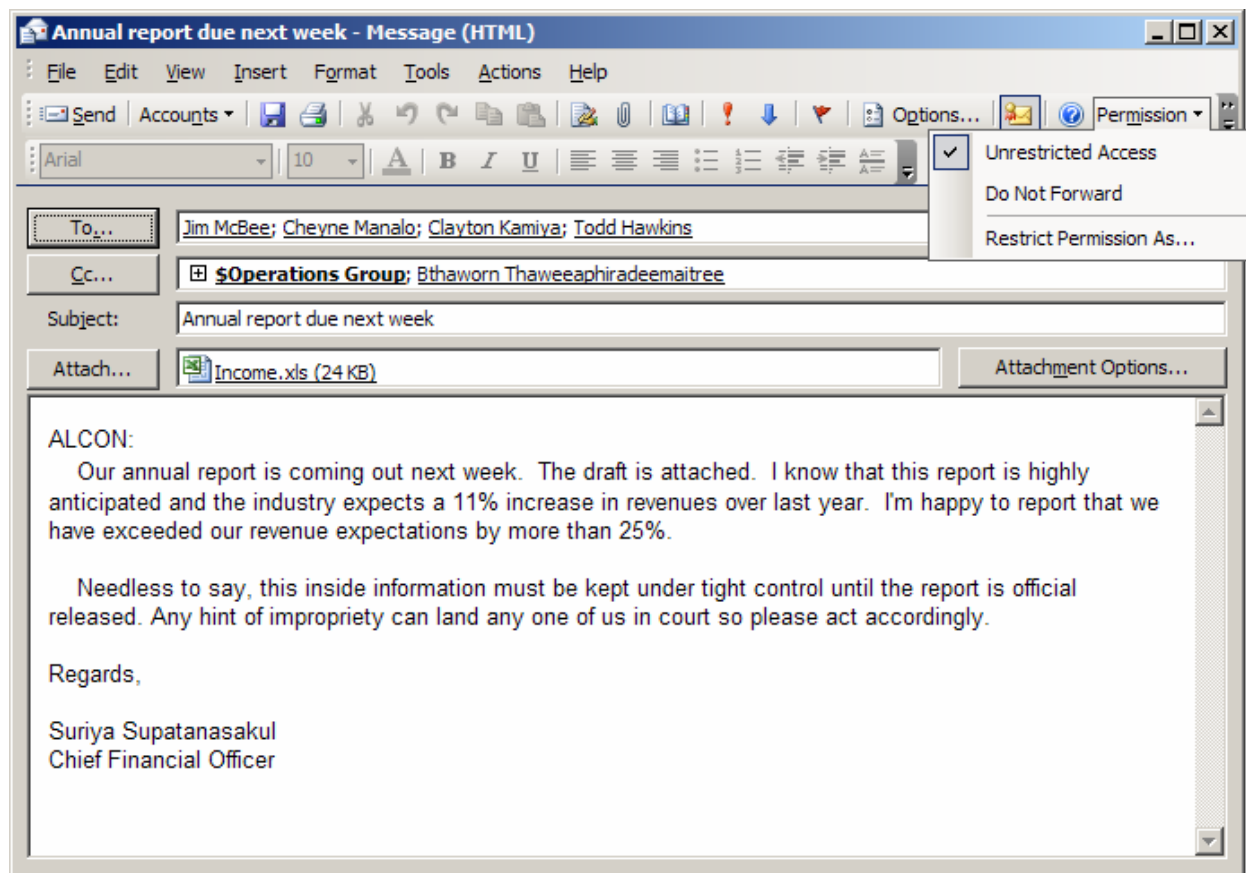 Annual report due next week - Message (HTML)
File Edit View Insert Format Tools Actions Help
Send Accounts Options... Permission
Arial 10 A B I U
Unrestricted Access
Do Not Forward
Restrict Permission As...
To... Jim McBee; Cheyne Manalo; Clayton Kamiya; Todd Hawkins
Cc... $Operations Group; Bthaworn Thaweeaphiradeemaitree
Subject: Annual report due next week
Attach... Income.xls (24 KB) Attachment Options...
ALCON:
Our annual report is coming out next week. The draft is attached. I know that this report is highly
anticipated and the industry expects a 11% increase in revenues over last year. I'm happy to report that we
have exceeded our revenue expectations by more than 25%.
Needless to say, this inside information must be kept under tight control until the report is official
released. Any hint of impropriety can land any one of us in court so please act accordingly.
Regards,
Suriya Supatanasakul
Chief Financial Officer